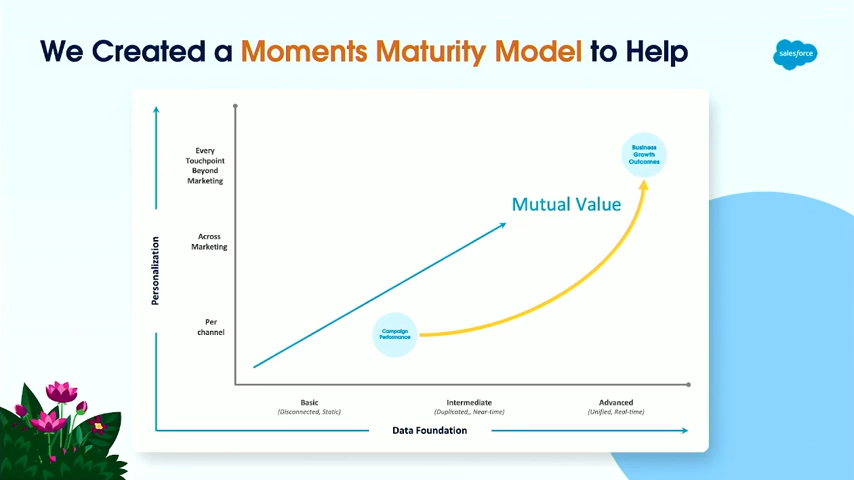 We Created a Moments Maturity Model to Help
salesforce
Every
Touchpoint
Beyond
Marketing
Across
Marketing
Per
channel
Personalization
Business
Growth
Outcomes
Mutual Value
Campaign
Performance
Basic
(Disconnected, Static)
Intermediate
(Duplicated,, Near-time)
Advanced
(Unified, Real-time)
Data Foundation